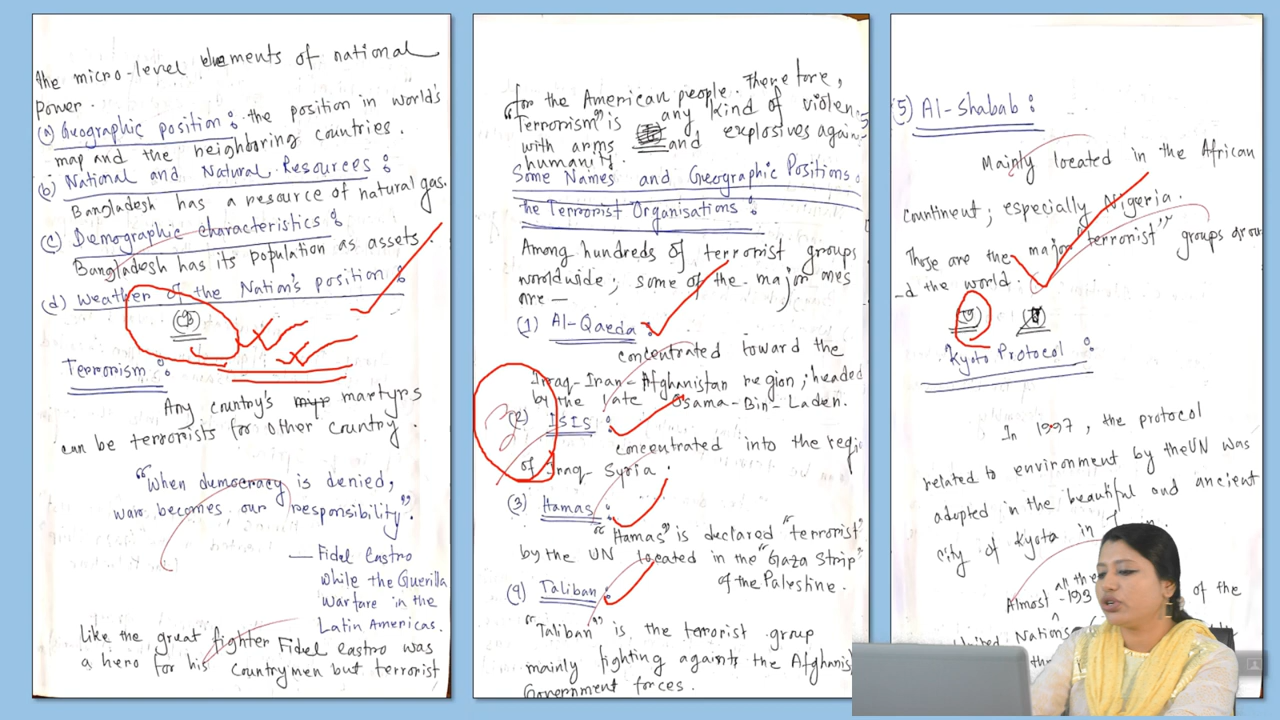 The micro-level elements of national
Power.
(a) Geographic position: the position in world's
map and the neighboring countries.
(b) National and Natural Resources:
Bangladesh has a resource of natural gas.
(c) Demographic characteristics:
Bangladesh has its population as assets.
(d) Weather of the Nation's position:
Terrorism:
Any country's martyrs
can be terrorists for other country.
"When dumocracy is denied,
war becomes our responsibility".
— Fidel Castro
while the Guerilla
Warfare in the
Latin Americas.
Like the great fighter Fidel Castro was
a hero for his countrymen but terrorist
for the American people. Therefore,
"Terrorism" is any kind of violen
with arms and explosives again
humanity.
Some Names and Geographic Positions
the Terrorist Organisations:
Among hundreds of terrorist groups
worldwide; some of the major ones
are —
(1) Al-Qaeda:
concentrated toward the
Iraq-Iran-Afghanistan region; headed
by the late Osama-Bin-Laden.
(2) ISIS:
concentrated into the regi
of Iraq-Syria.
(3) Hamas:
"Hamas" is declared "terrorist"
by the UN located in the "Gaza Strip"
of the Palestine.
(4) Taliban:
"Taliban" is the terrorist group
mainly fighting against the Afghanis
Government forces.
(5) Al-Shabab:
Mainly located in the African
countinent; especially Nigeria.
Those are the major "terrorist" groups arou
-d the world.
Kyoto Protocol:
In 1997, the protocol
related to environment by the UN was
adopted in the beautiful and ancient
city of Kyoto in
Almost all the 193 of the
United Nations